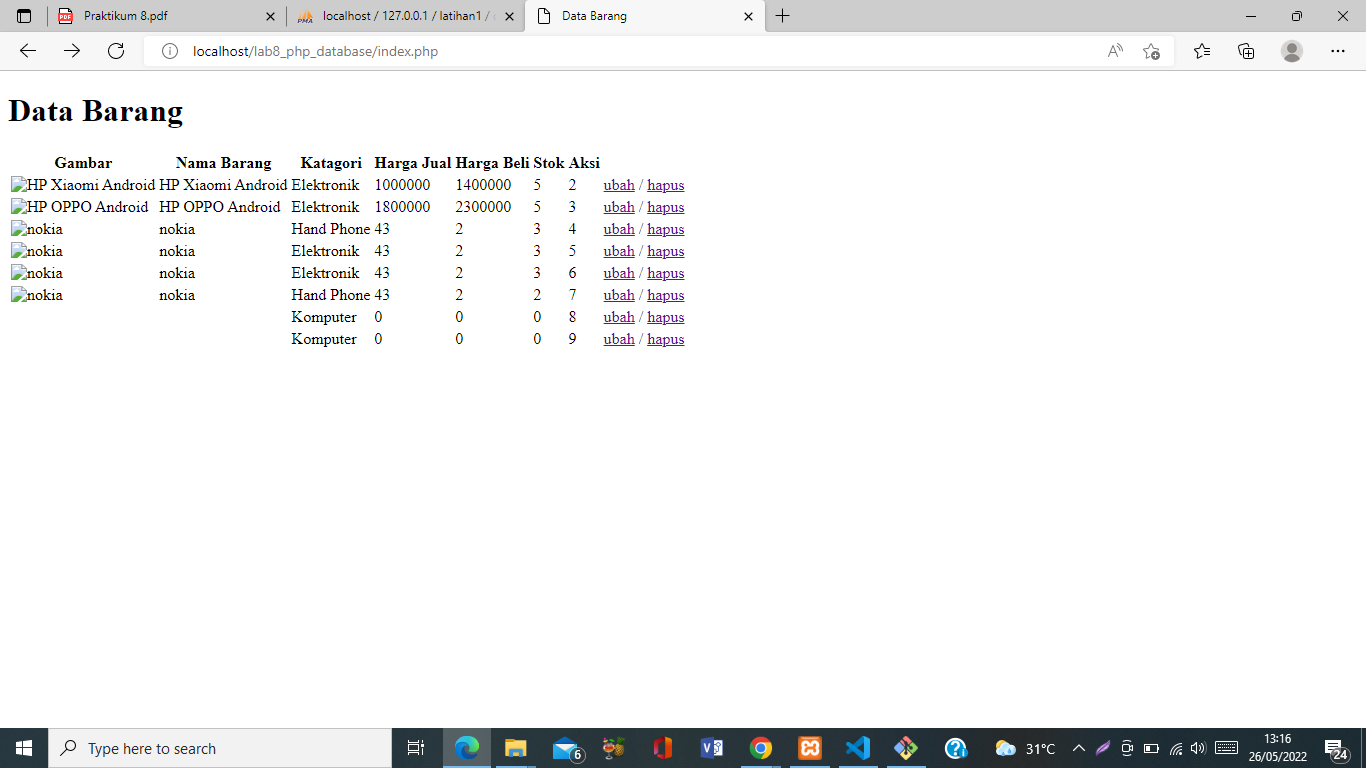 Praktikum 8.pdf
localhost / 127.0.0.1 / latihan1 /
Data Barang
localhost/lab8_php_database/index.php
Data Barang
Gambar Nama Barang Katagori Harga Jual Harga Beli Stok Aksi
HP Xiaomi Android HP Xiaomi Android Elektronik 1000000 1400000 5 2 ubah / hapus
HP OPPO Android HP OPPO Android Elektronik 1800000 2300000 5 3 ubah / hapus
nokia nokia Hand Phone 43 2 3 4 ubah / hapus
nokia nokia Elektronik 43 2 3 5 ubah / hapus
nokia nokia Elektronik 43 2 3 6 ubah / hapus
nokia nokia Hand Phone 43 2 2 7 ubah / hapus
Komputer 0 0 0 8 ubah / hapus
Komputer 0 0 0 9 ubah / hapus
Type here to search
6
31°C
13:16
26/05/2022
24